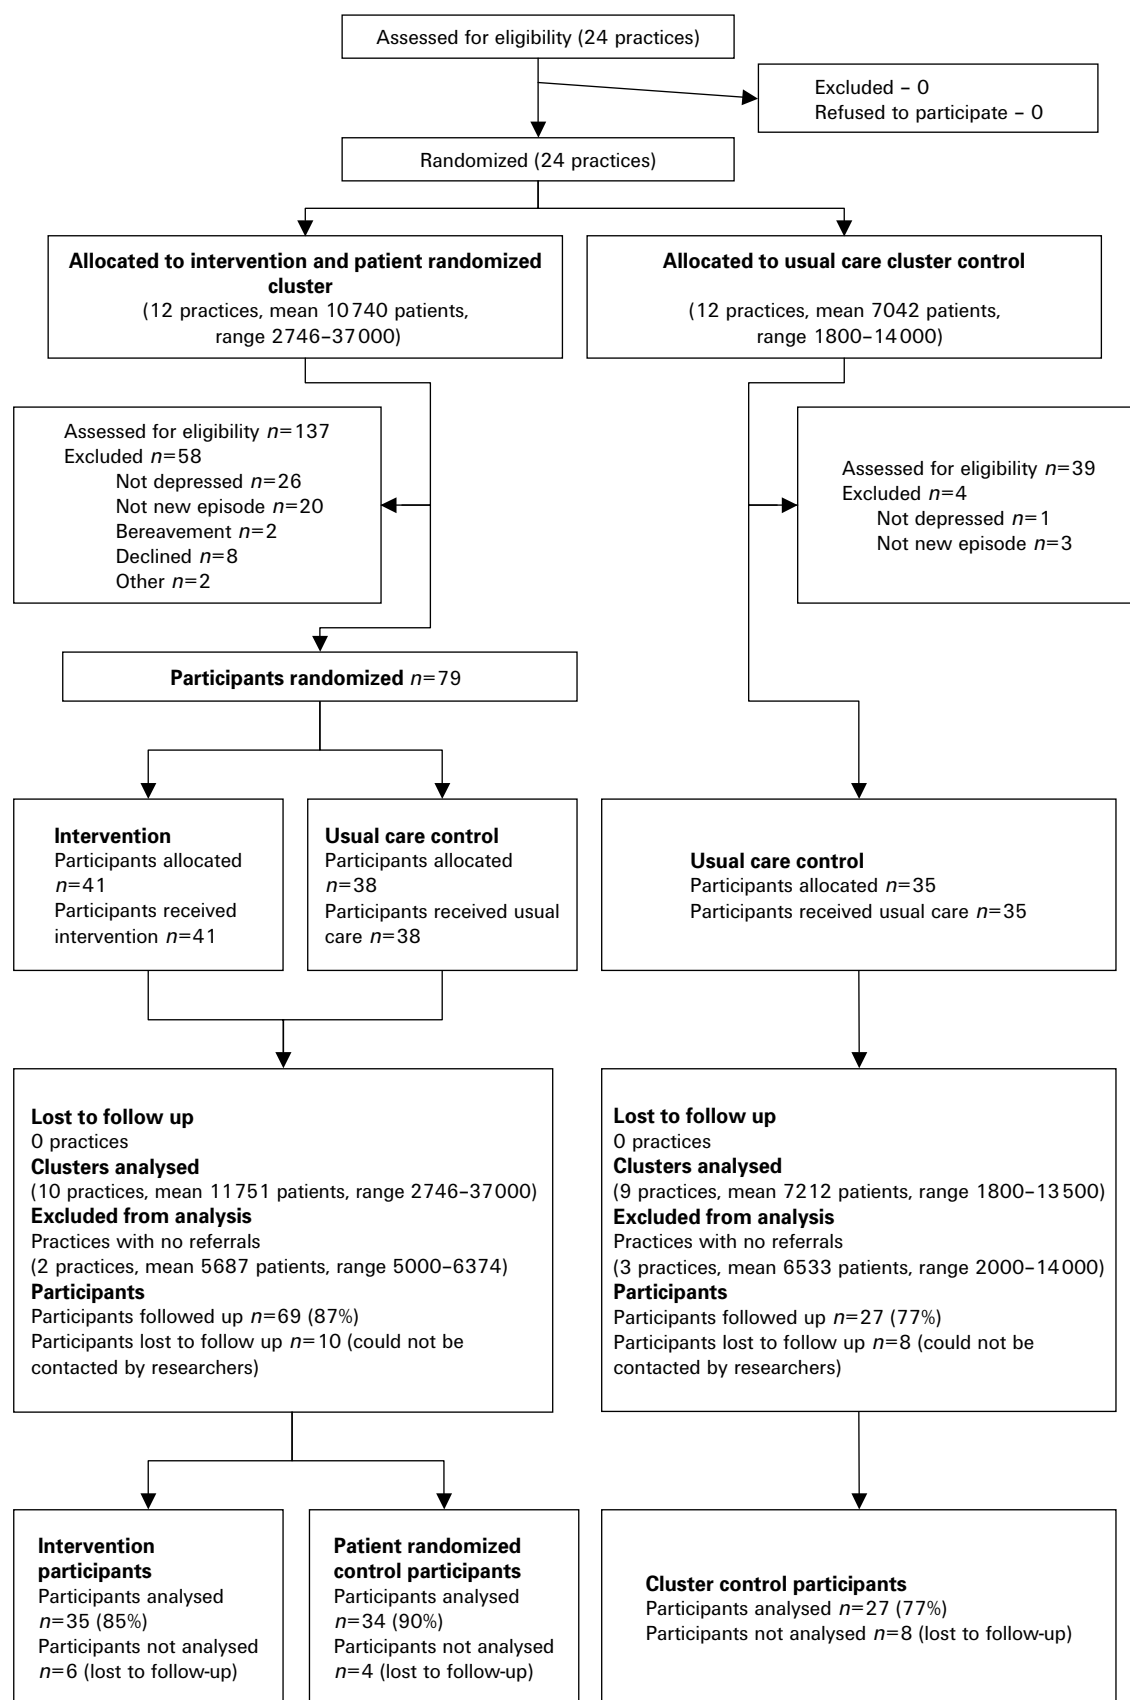 Assessed for eligibility (24 practices)
Excluded – 0
Refused to participate – 0
Randomized (24 practices)
Allocated to intervention and patient randomized
cluster
(12 practices, mean 10 740 patients,
range 2746–37 000)
Allocated to usual care cluster control
(12 practices, mean 7042 patients,
range 1800–14 000)
Assessed for eligibility n=137
Excluded n=58
Not depressed n=26
Not new episode n=20
Bereavement n=2
Declined n=8
Other n=2
Assessed for eligibility n=39
Excluded n=4
Not depressed n=1
Not new episode n=3
Participants randomized n=79
Intervention
Participants allocated
n=41
Participants received
intervention n=41
Usual care control
Participants allocated
n=38
Participants received usual
care n=38
Usual care control
Participants allocated n=35
Participants received usual care n=35
Lost to follow up
0 practices
Clusters analysed
(10 practices, mean 11 751 patients, range 2746–37 000)
Excluded from analysis
Practices with no referrals
(2 practices, mean 5687 patients, range 5000–6374)
Participants
Participants followed up n=69 (87%)
Participants lost to follow up n=10 (could not be
contacted by researchers)
Lost to follow up
0 practices
Clusters analysed
(9 practices, mean 7212 patients, range 1800–13 500)
Excluded from analysis
Practices with no referrals
(3 practices, mean 6533 patients, range 2000–14 000)
Participants
Participants followed up n=27 (77%)
Participants lost to follow up n=8 (could not be
contacted by researchers)
Intervention
participants
Participants analysed
n=35 (85%)
Participants not analysed
n=6 (lost to follow-up)
Patient randomized
control participants
Participants analysed
n=34 (90%)
Participants not analysed
n=4 (lost to follow-up)
Cluster control participants
Participants analysed n=27 (77%)
Participants not analysed n=8 (lost to follow-up)